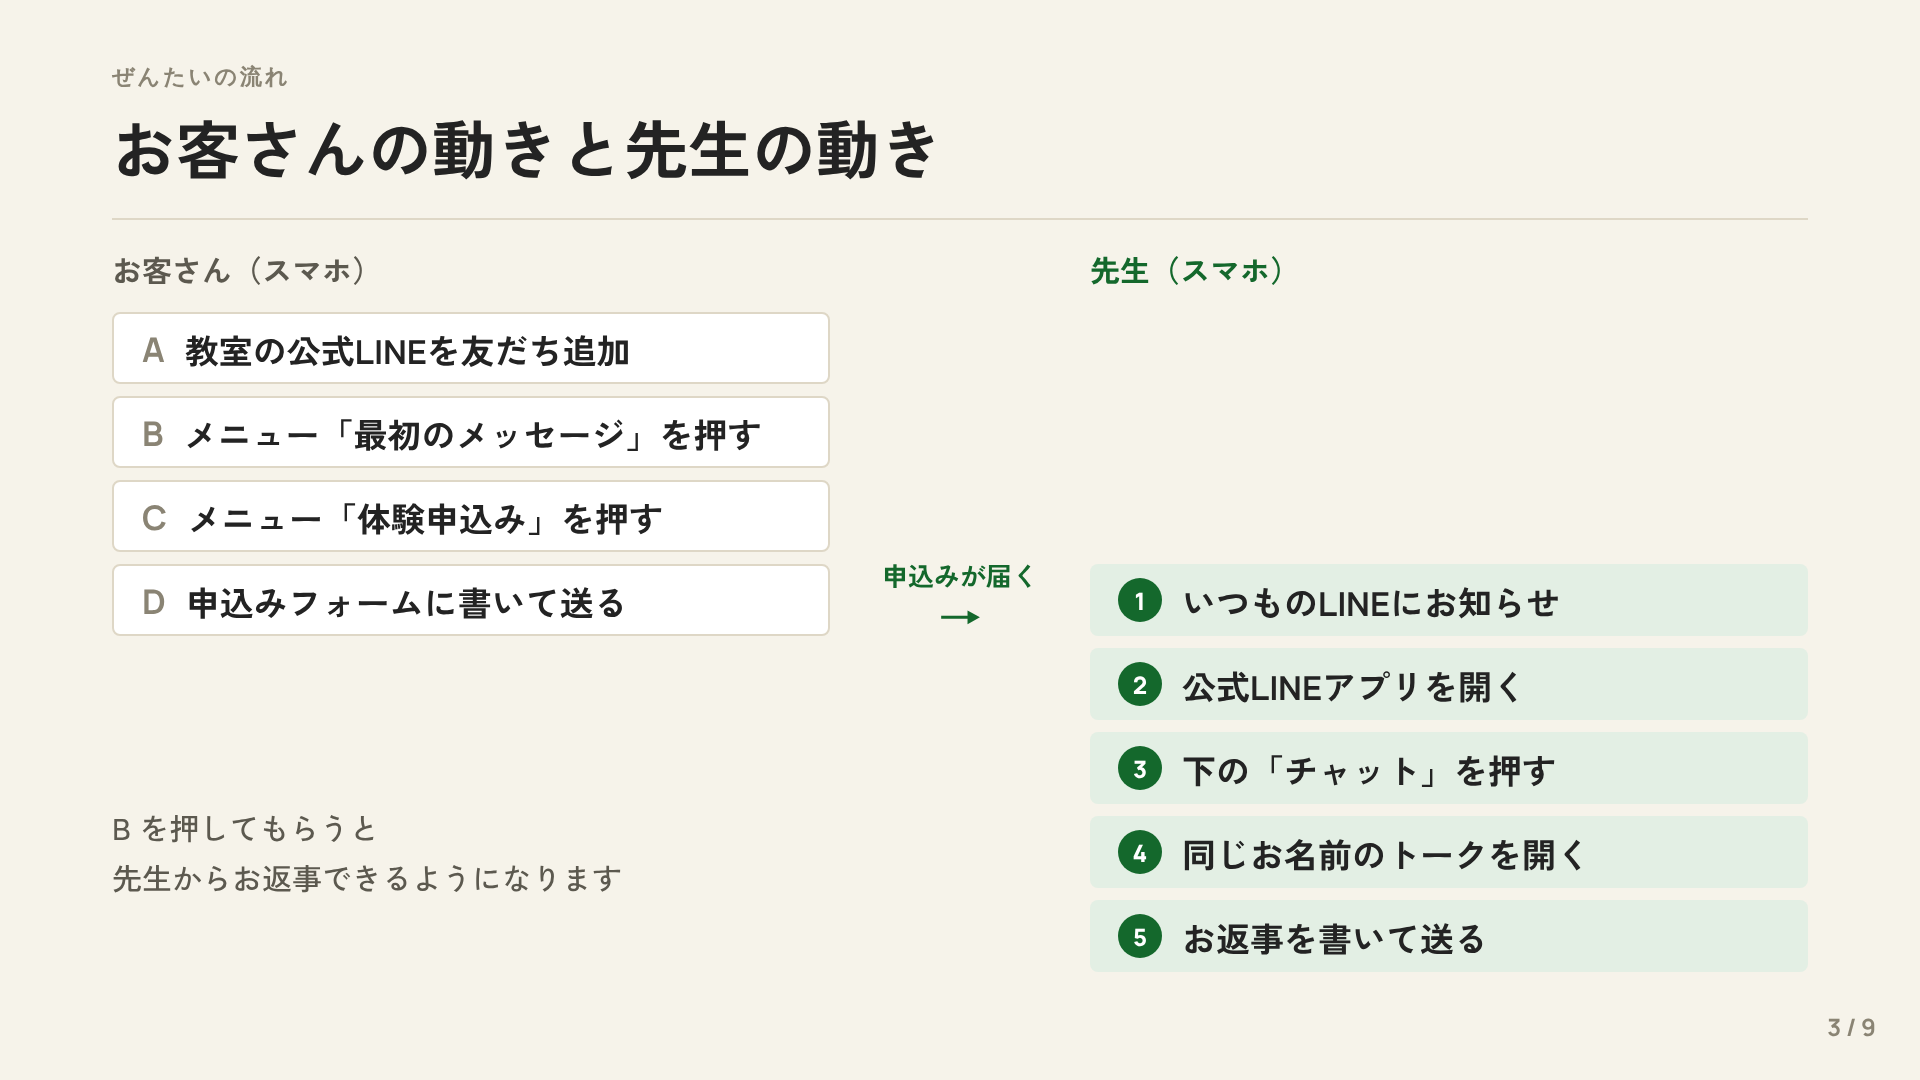 ぜんたいの流れ
お客さんの動きと先生の動き
お客さん（スマホ）
A 教室の公式LINEを友だち追加
B メニュー「最初のメッセージ」を押す
C メニュー「体験申込み」を押す
D 申込みフォームに書いて送る
B を押してもらうと
先生からお返事できるようになります
申込みが届く
→
先生（スマホ）
1 いつものLINEにお知らせ
2 公式LINEアプリを開く
3 下の「チャット」を押す
4 同じお名前のトークを開く
5 お返事を書いて送る
3 / 9